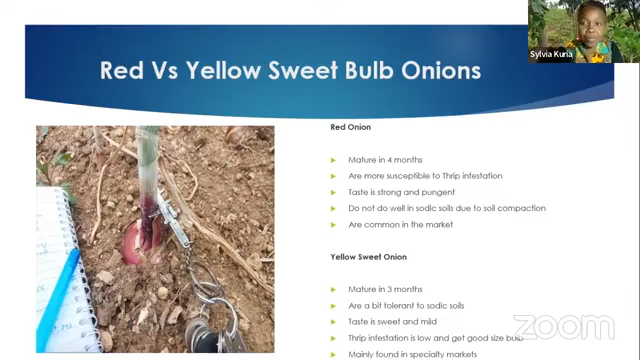 Sylvia Kuria
Red Vs Yellow Sweet Bulb Onions
Red Onion
Mature in 4 months
Are more susceptible to Thrip infestation
Taste is strong and pungent
Do not do well in sodic soils due to soil compaction
Are common in the market
Yellow Sweet Onion
Mature in 3 months
Are a bit tolerant to sodic soils
Taste is sweet and mild
Thrip infestation is low and get good size bulb
Mainly found in specialty markets
zoom